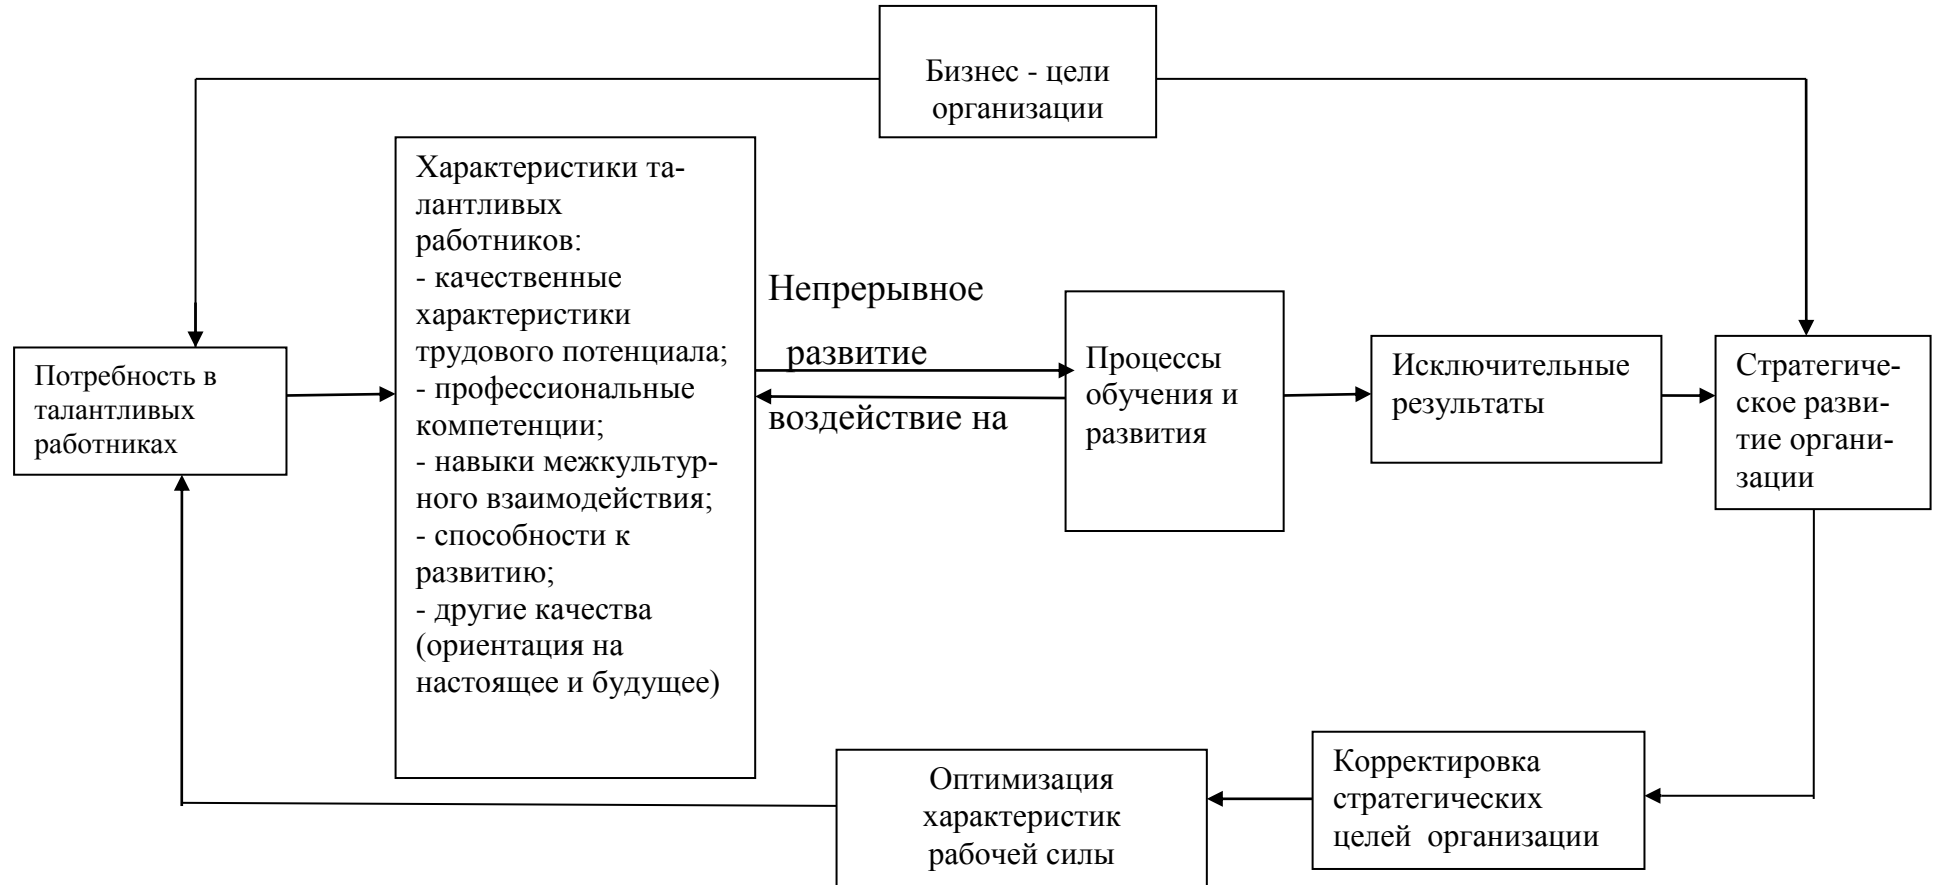 Бизнес - цели
организации
Потребность в
талантливых
работниках
Характеристики та-
лантливых
работников:
- качественные
характеристики
трудового потенциала;
- профессиональные
компетенции;
- навыки межкультур-
ного взаимодействия;
- способности к
развитию;
- другие качества
(ориентация на
настоящее и будущее)
Непрерывное
развитие
воздействие на
Процессы
обучения и
развития
Исключительные
результаты
Стратегиче-
ское разви-
тие органи-
зации
Корректировка
стратегических
целей  организации
Оптимизация
характеристик
рабочей силы